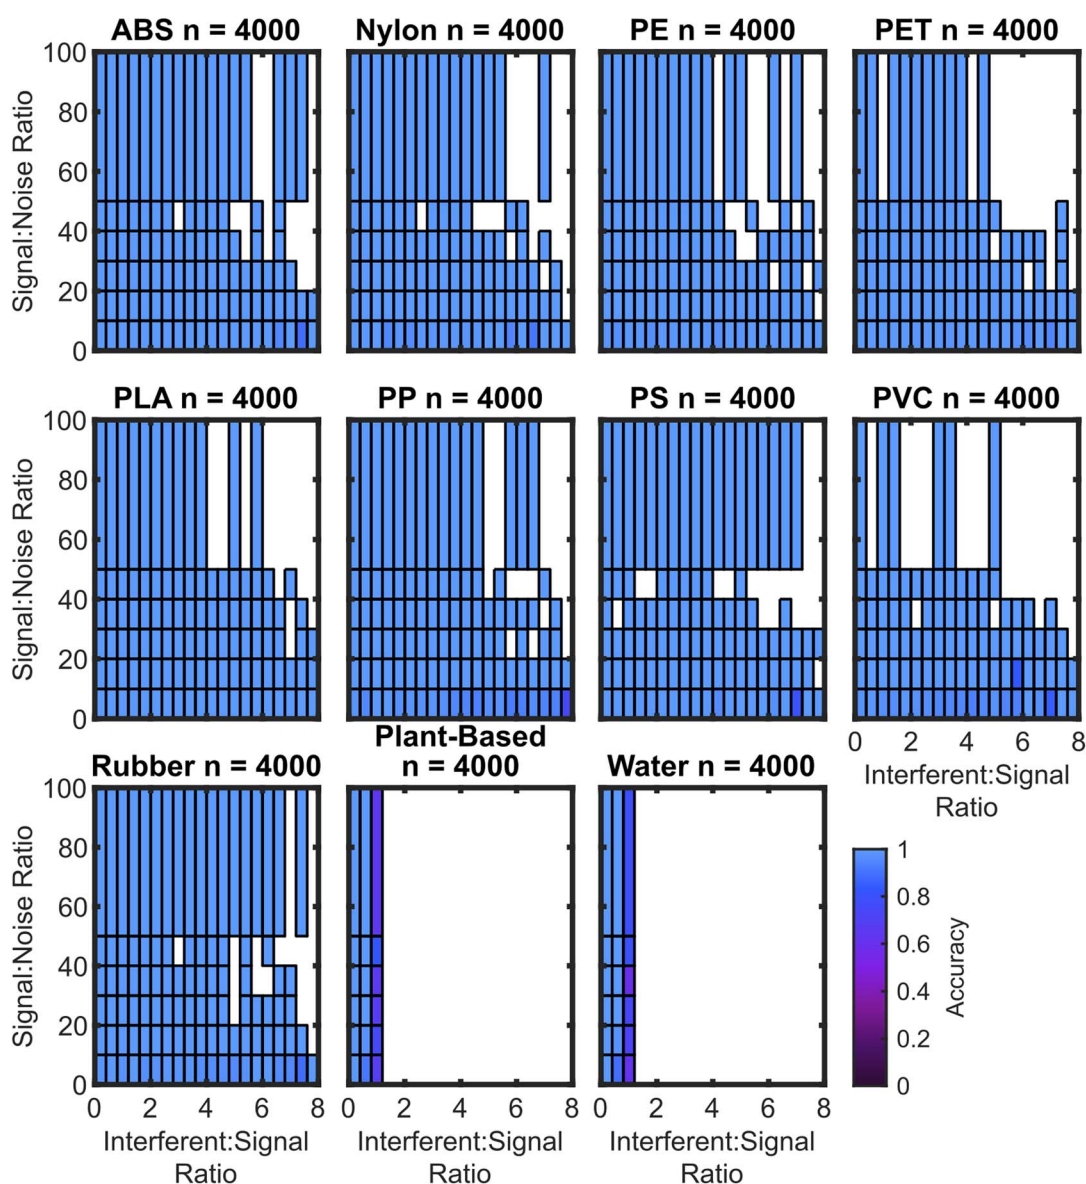 ABS n = 4000
Nylon n = 4000
PE n = 4000
PET n = 4000
Signal:Noise Ratio
100
80
60
40
20
0
PLA n = 4000
PP n = 4000
PS n = 4000
PVC n = 4000
Signal:Noise Ratio
100
80
60
40
20
0
0 2 4 6 8
Interferent:Signal
Ratio
Rubber n = 4000
Plant-Based
n = 4000
Water n = 4000
Signal:Noise Ratio
100
80
60
40
20
0
0 2 4 6 8
Interferent:Signal
Ratio
0 2 4 6 8
Interferent:Signal
Ratio
0 2 4 6 8
Interferent:Signal
Ratio
1
0.8
0.6
0.4
0.2
0
Accuracy